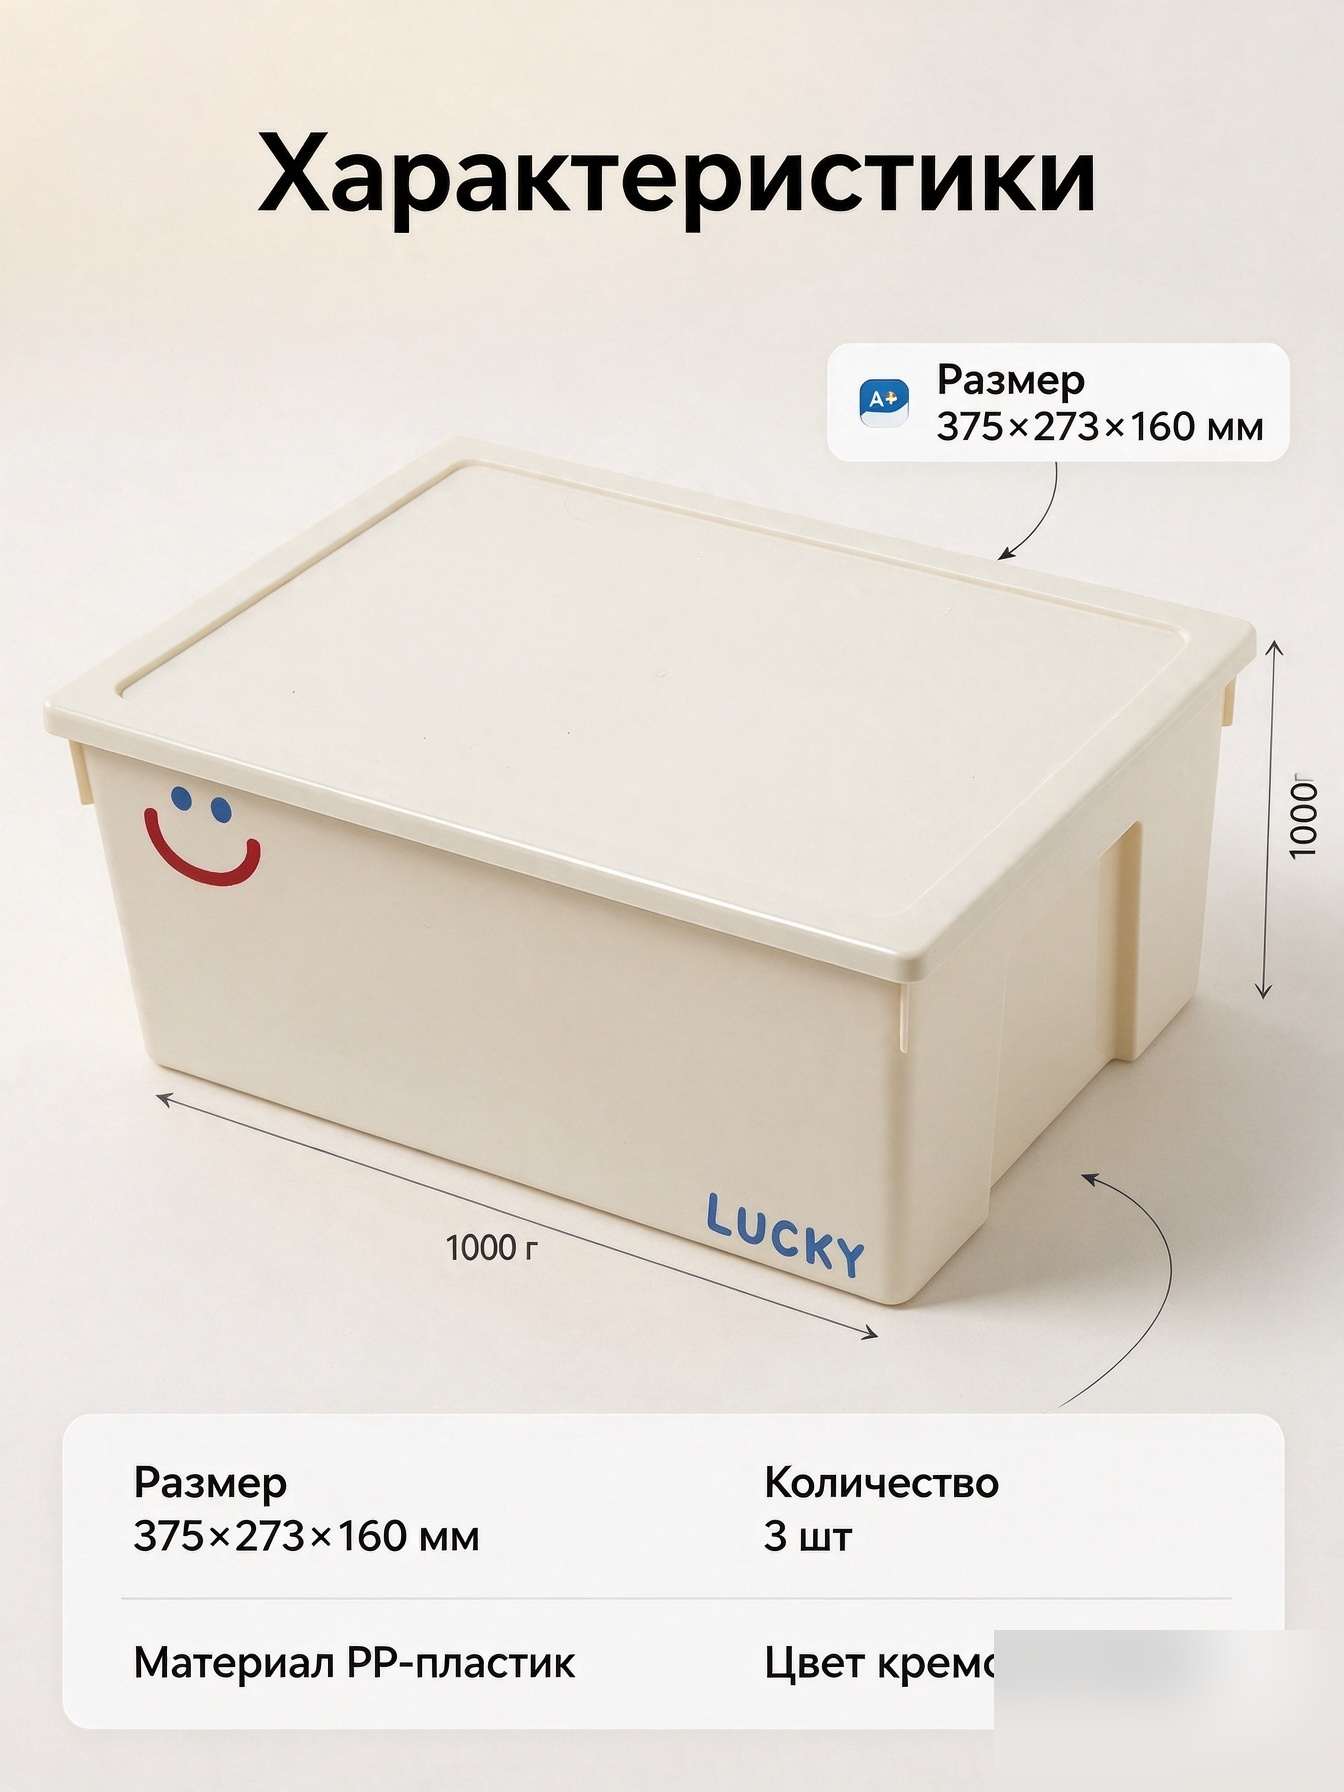 Характеристики
A+
Размер
375×273×160 мм
1000г
LUCKY
1000 г
Размер
375×273×160 мм
Количество
3 шт
Материал PP-пластик
Цвет